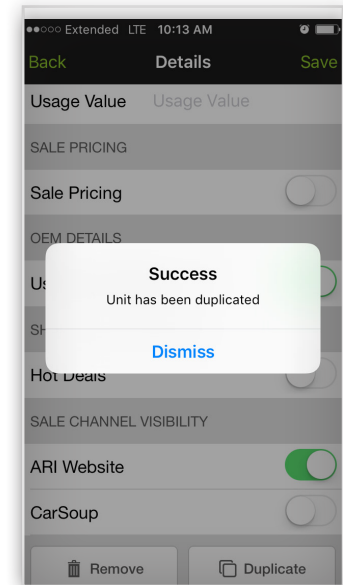 Extended LTE 10:13 AM
Back Details Save
Usage Value Usage Value
SALE PRICING
Sale Pricing
OEM DETAILS
Success
Unit has been duplicated
Dismiss
Hot Deals
SALE CHANNEL VISIBILITY
ARI Website
CarSoup
Remove Duplicate